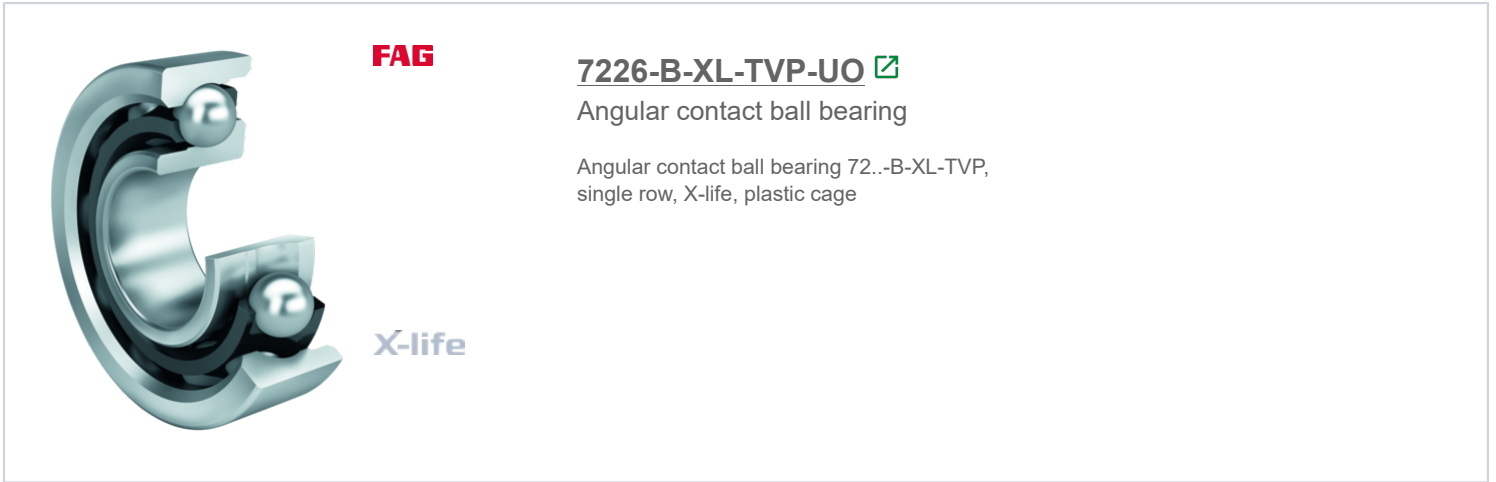 FAG
7226-B-XL-TVP-UO
Angular contact ball bearing
Angular contact ball bearing 72..-B-XL-TVP,
single row, X-life, plastic cage
X-life